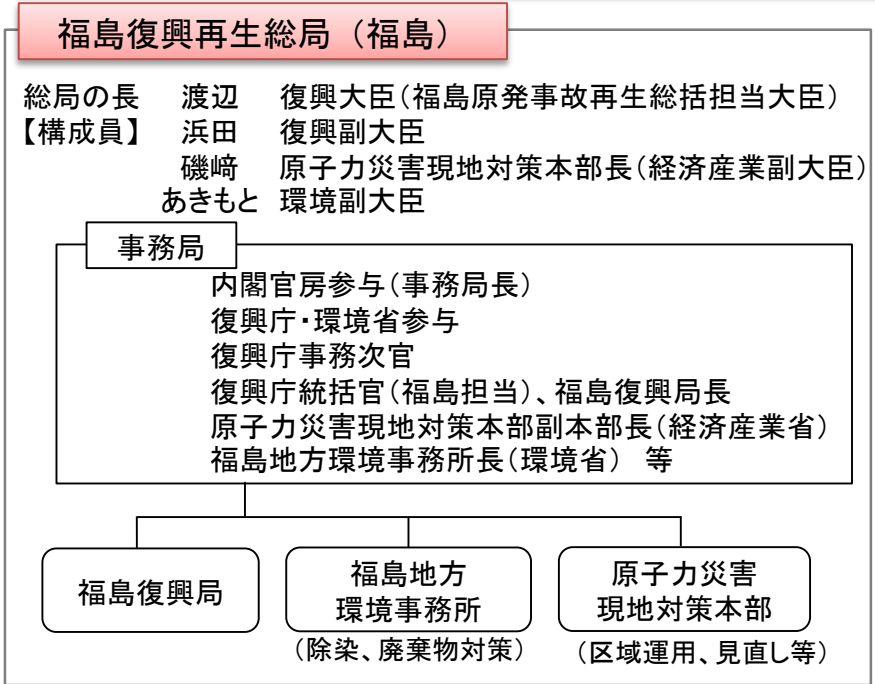 福島復興再生総局（福島）
総局の長　渡辺　復興大臣（福島原発事故再生総括担当大臣）
【構成員】　浜田　復興副大臣
磯﨑　原子力災害現地対策本部長（経済産業副大臣）
あきもと　環境副大臣
事務局
内閣官房参与（事務局長）
復興庁・環境省参与
復興庁事務次官
復興庁統括官（福島担当）、福島復興局長
原子力災害現地対策本部副本部長（経済産業省）
福島地方環境事務所長（環境省）　等
福島復興局
福島地方
環境事務所
（除染、廃棄物対策）
原子力災害
現地対策本部
（区域運用、見直し等）